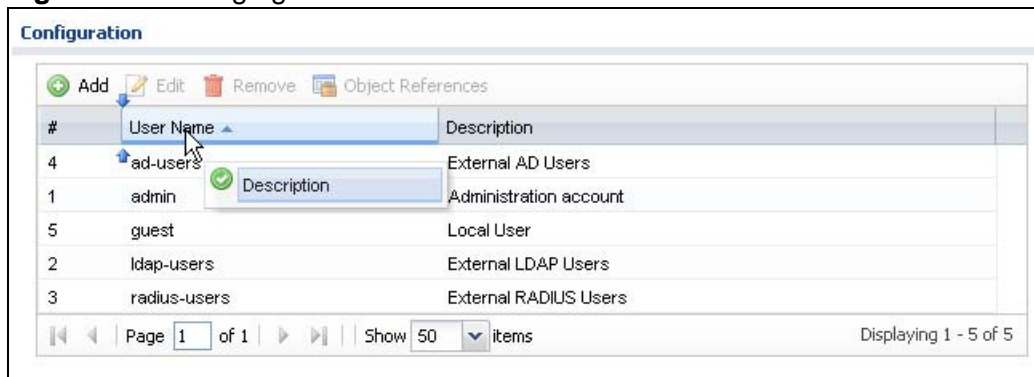 Configuration
Add Edit Remove Object References
# User Name Description
4 ad-users External AD Users
Description
1 admin Administration account
5 guest Local User
2 ldap-users External LDAP Users
3 radius-users External RADIUS Users
Page 1 of 1 Show 50 items Displaying 1 - 5 of 5